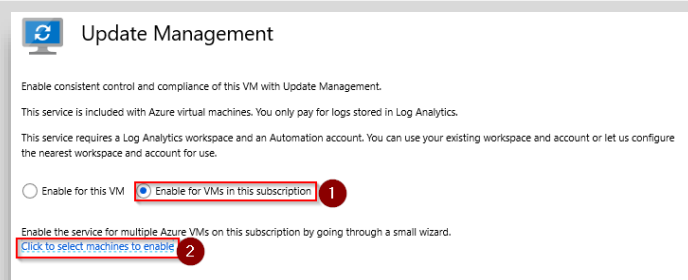 Update Management
Enable consistent control and compliance of this VM with Update Management.
This service is included with Azure virtual machines. You only pay for logs stored in Log Analytics.
This service requires a Log Analytics workspace and an Automation account. You can use your existing workspace and account or let us configure
the nearest workspace and account for use.
Enable for this VM Enable for VMs in this subscription 1
Enable the service for multiple Azure VMs on this subscription by going through a small wizard.
Click to select machines to enable 2